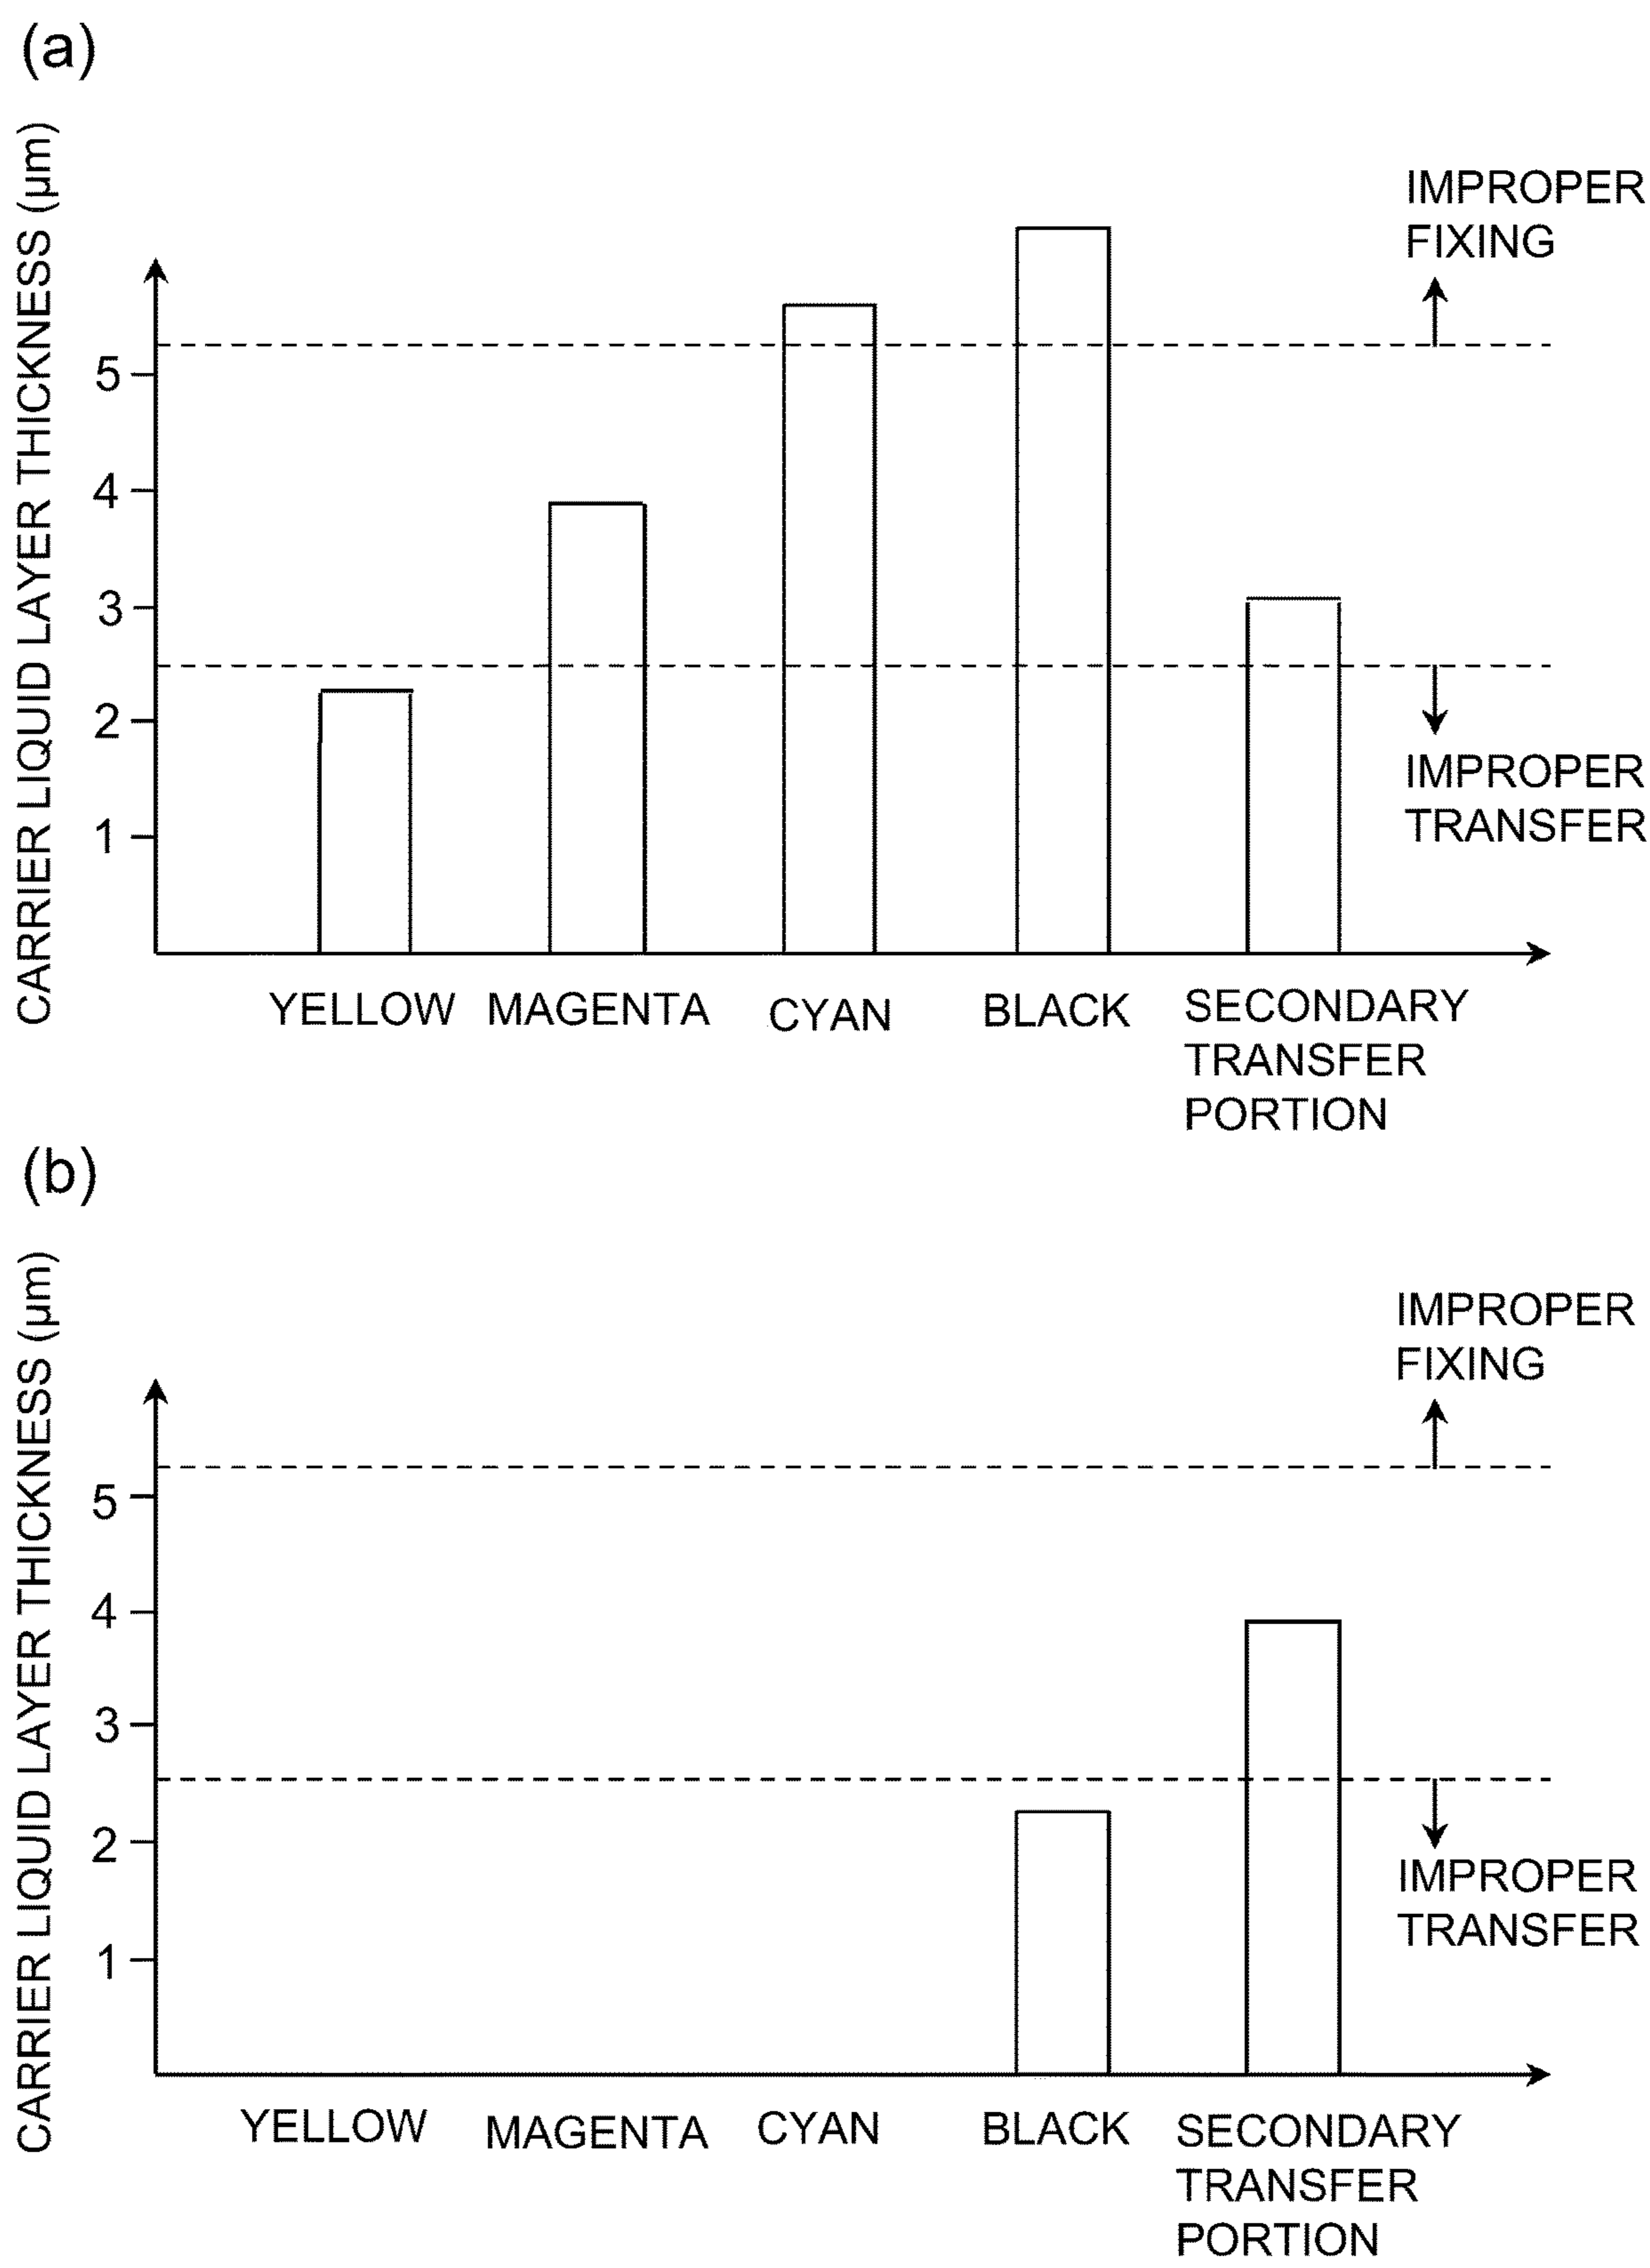 (a)
CARRIER LIQUID LAYER THICKNESS (μm)
IMPROPER
FIXING
5
4
3
2
1
IMPROPER
TRANSFER
YELLOW
MAGENTA
CYAN
BLACK
SECONDARY
TRANSFER
PORTION
(b)
CARRIER LIQUID LAYER THICKNESS (μm)
IMPROPER
FIXING
5
4
3
2
1
IMPROPER
TRANSFER
YELLOW
MAGENTA
CYAN
BLACK
SECONDARY
TRANSFER
PORTION